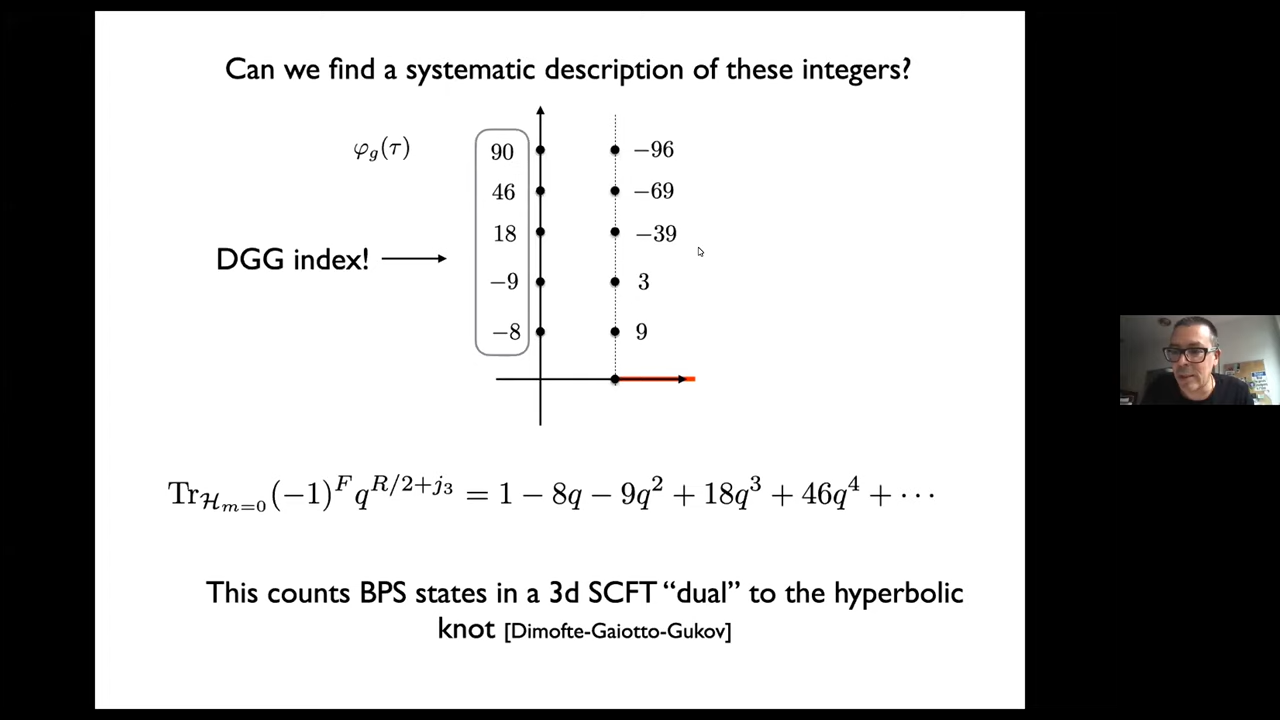 Can we find a systematic description of these integers?
φ_g(τ)
90
−96
46
−69
18
−39
DGG index!
−9
3
−8
9
Tr_{ℋ_{m=0}}(−1)^F q^{R/2+j_3} = 1 − 8q − 9q^2 + 18q^3 + 46q^4 + ⋯
This counts BPS states in a 3d SCFT “dual” to the hyperbolic
knot [Dimofte-Gaiotto-Gukov]